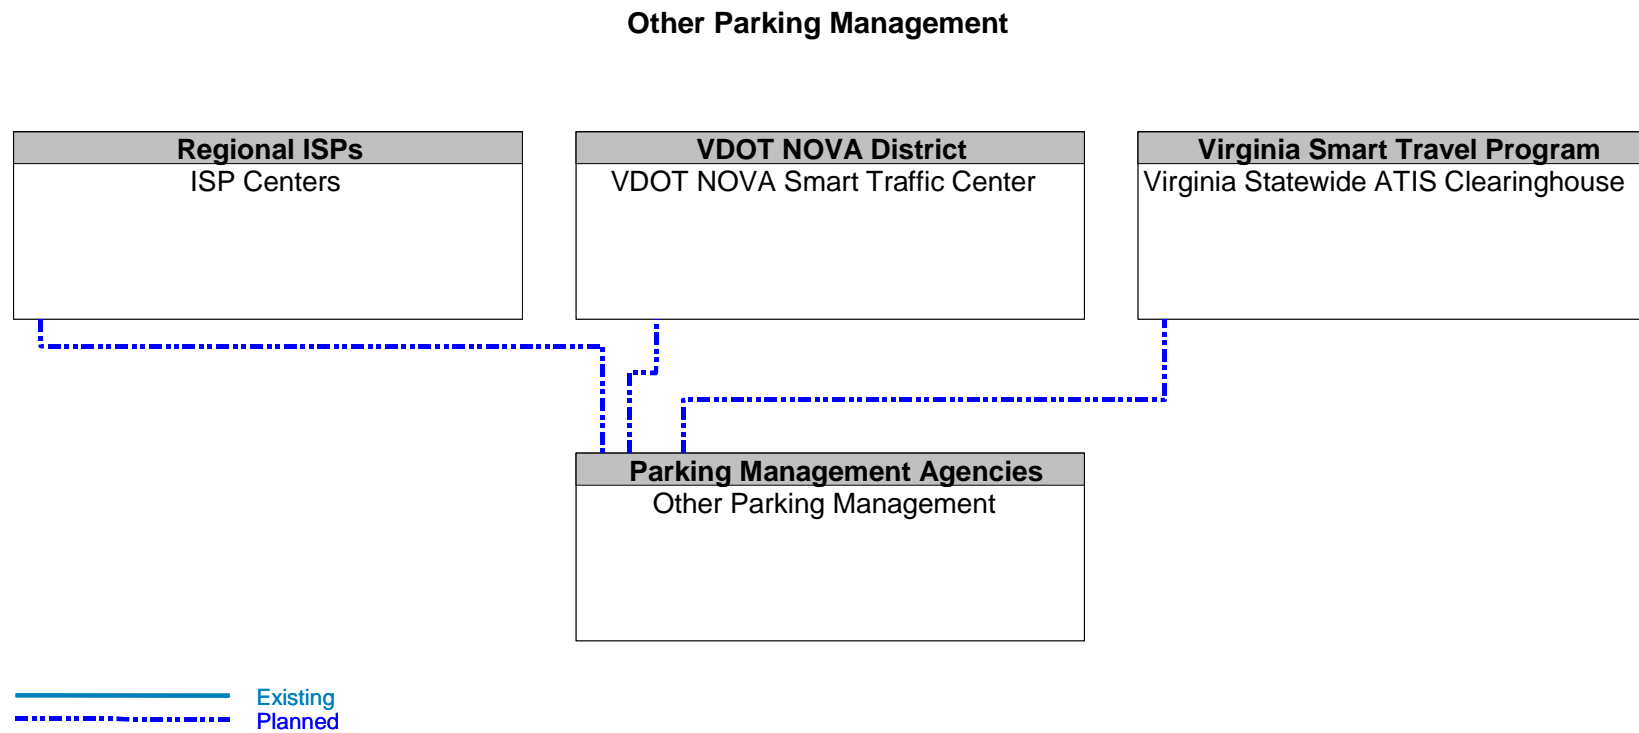 Other Parking Management
Regional ISPs
ISP Centers
VDOT NOVA District
VDOT NOVA Smart Traffic Center
Virginia Smart Travel Program
Virginia Statewide ATIS Clearinghouse
Parking Management Agencies
Other Parking Management
Existing
Planned